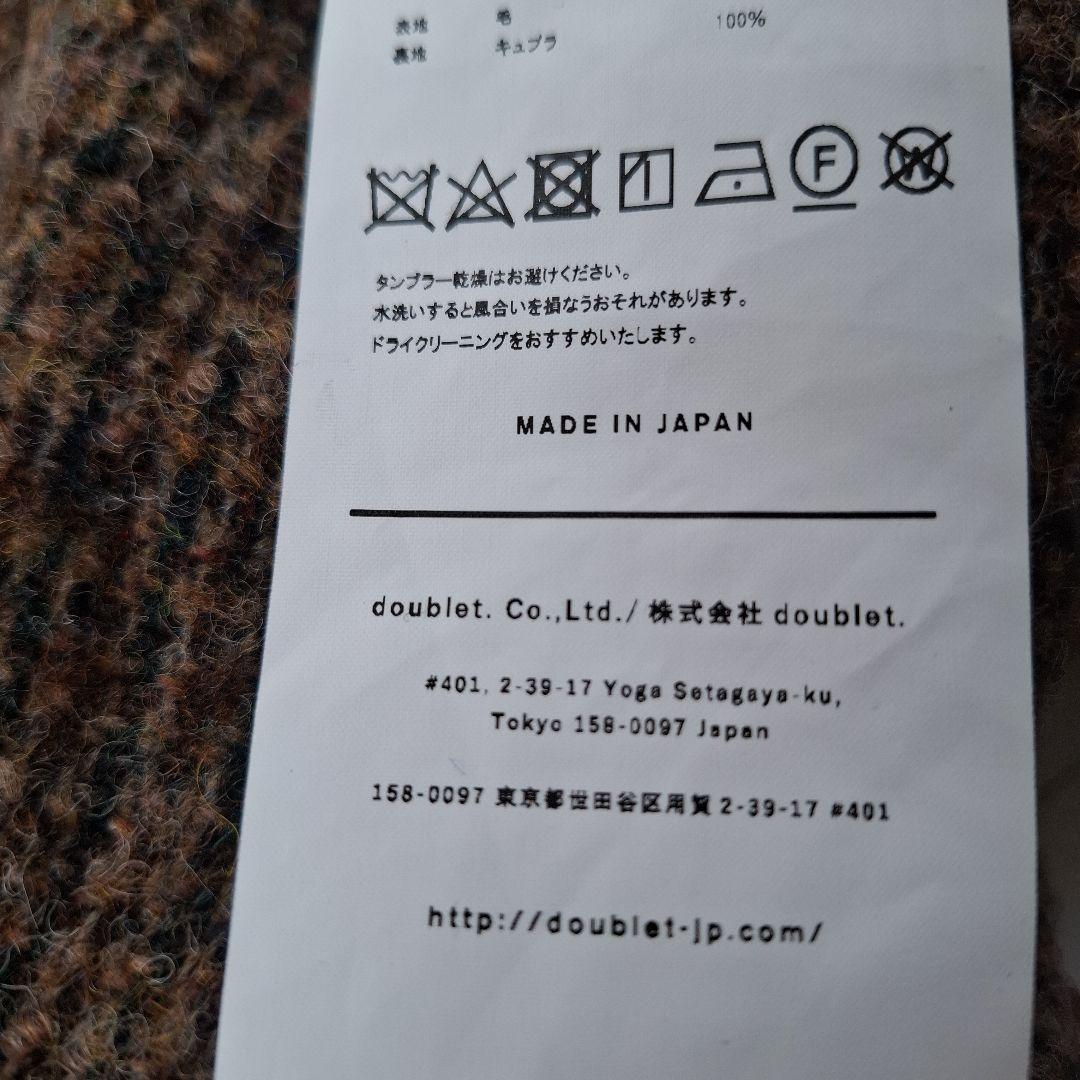 表地 毛 100%
裏地 キュプラ
F
W
タンブラー乾燥はお避けください。
水洗いすると風合いを損なうおそれがあります。
ドライクリーニングをおすすめいたします。
MADE IN JAPAN
doublet. Co.,Ltd./ 株式会社 doublet.
#401, 2-39-17 Yoga Setagaya-ku,
Tokyo 158-0097 Japan
158-0097 東京都世田谷区用賀 2-39-17 #401
http://doublet-jp.com/